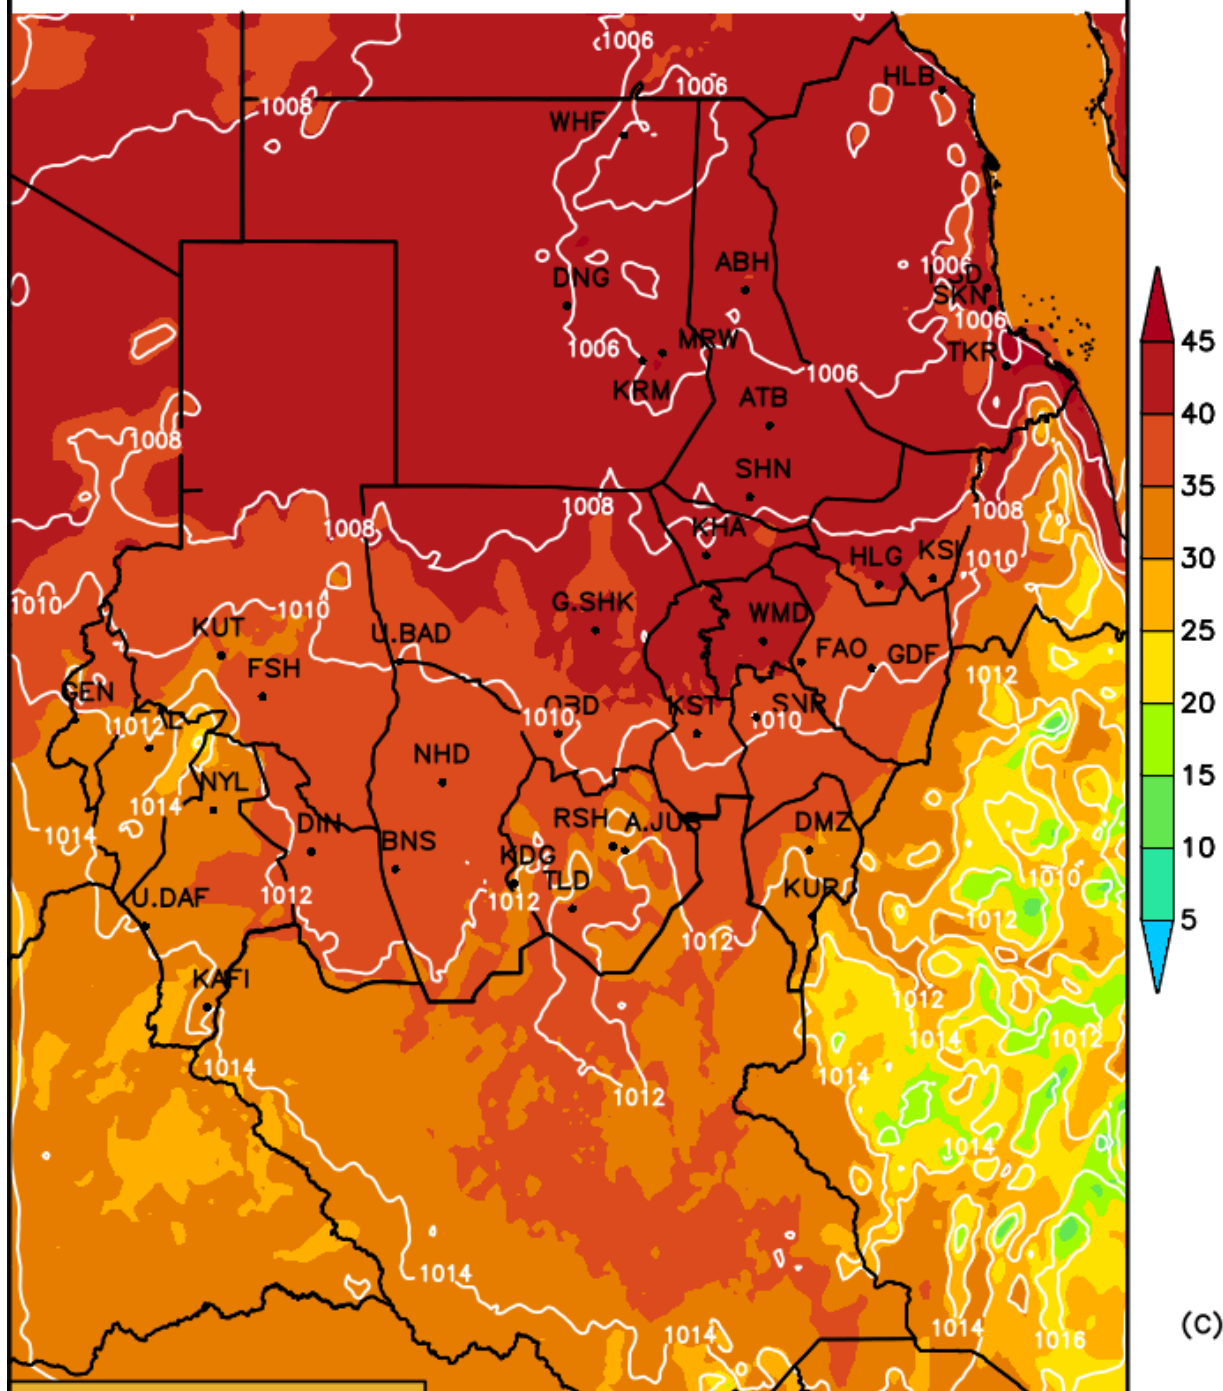 1006
HLB
1006
1008
WHF
ABH
1006
DNG
SKN
1006
MRW
1006
TKR
1006
KRM
ATB
1008
SHN
1008
1008
1008
KHA
HLG KSL
1010
1010
1010
G.SHK
WMD
KUT
U.BAD
FAO GDF
FSH
1012
GEN
OBD
KST
SNR
1012
1010
1010
NHD
NYL
1014
RSH A.JUB
DMZ
1014
DIN
BNS
KDG
TLD
1010
KUR
1012
U.DAF
1012
1012
1012
KAFI
1012
1014
1012
1014
1014
1012
1014
1014
1014
1014
1016
45
40
35
30
25
20
15
10
5
(C)